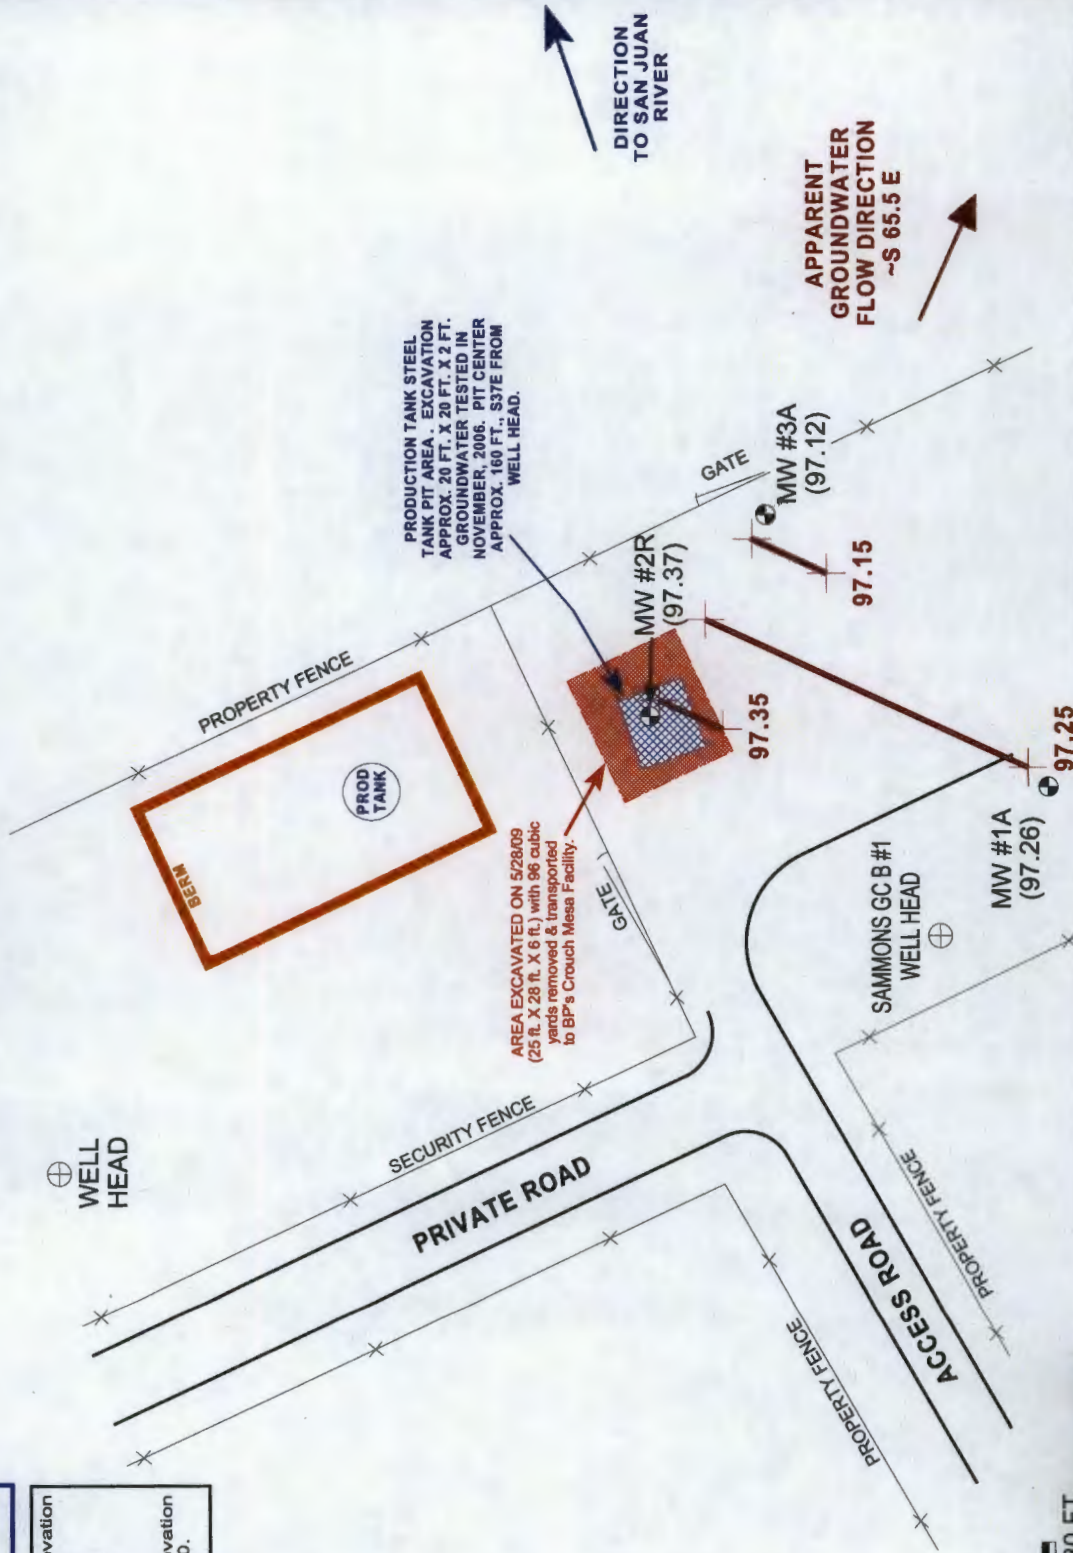 DIRECTION
TO SAN JUAN
RIVER
APPARENT
GROUNDWATER
FLOW DIRECTION
~S 65.5 E
PRODUCTION TANK STEEL
TANK PIT AREA. EXCAVATION
APPROX. 20 FT. X 20 FT. X 2 FT.
GROUNDWATER TESTED IN
NOVEMBER, 2006. PIT CENTER
APPROX. 160 FT., S37E FROM
WELL HEAD.
GATE
MW #3A
(97.12)
97.15
MW #2R
(97.37)
97.35
PROPERTY FENCE
PROD
TANK
BERM
AREA EXCAVATED ON 5/28/09
(25 ft. X 28 ft. X 6 ft.) with 96 cubic
yards removed & transported
to BP's Crouch Mesa Facility.
GATE
97.25
MW #1A
(97.26)
SAMMONS GC B #1
WELL HEAD
WELL
HEAD
SECURITY FENCE
PRIVATE ROAD
PROPERTY FENCE
ACCESS ROAD
PROPERTY FENCE
FT